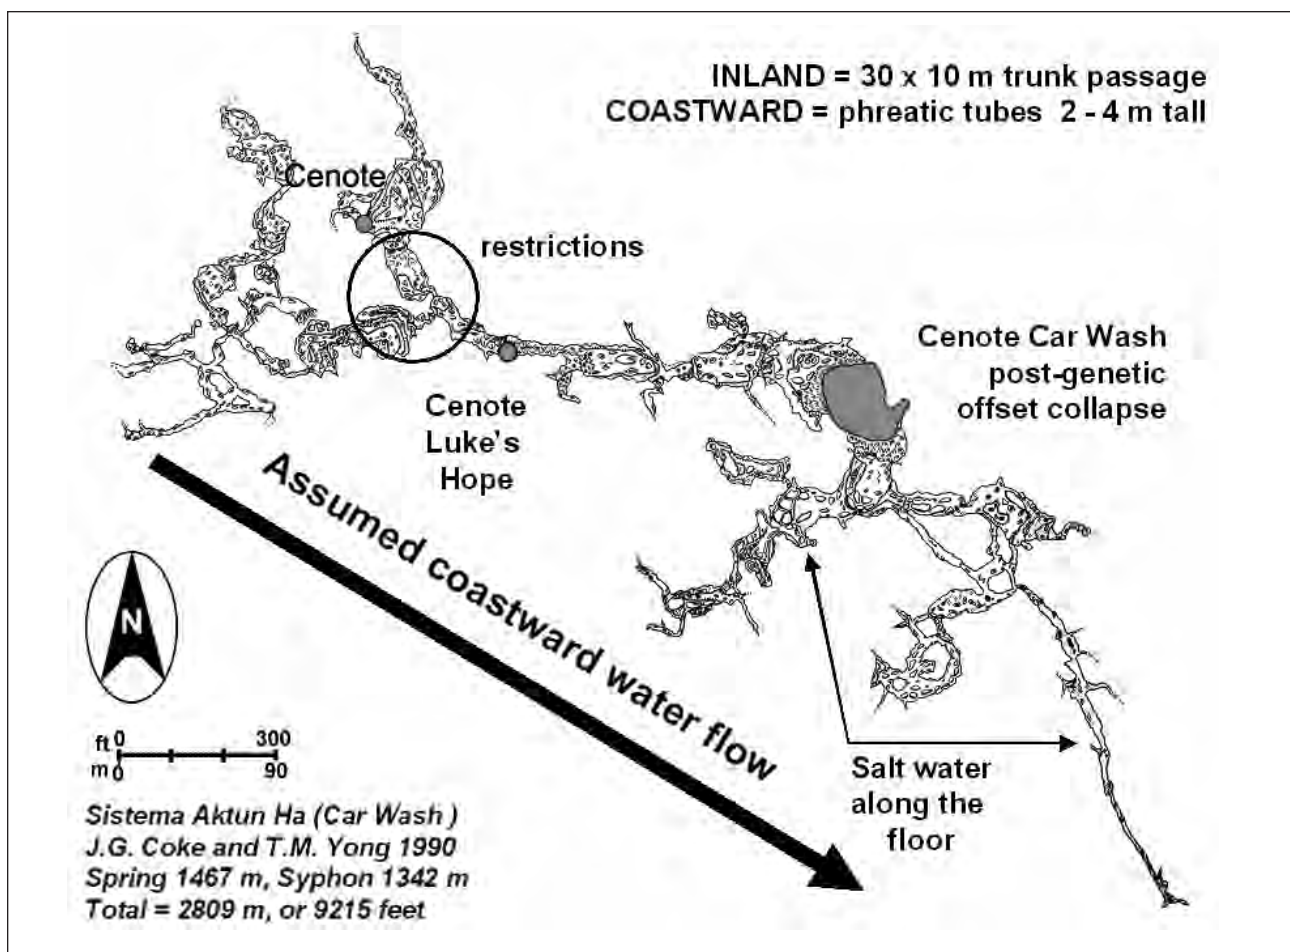 INLAND = 30 x 10 m trunk passage
COASTWARD = phreatic tubes 2 - 4 m tall
Cenote
restrictions
Cenote Car Wash
post-genetic
offset collapse
Cenote
Luke's
Hope
Assumed coastward water flow
N
ft 0 300
m 0 90
Salt water
along the
floor
Sistema Aktun Ha (Car Wash )
J.G. Coke and T.M. Yong 1990
Spring 1467 m, Syphon 1342 m
Total = 2809 m, or 9215 feet